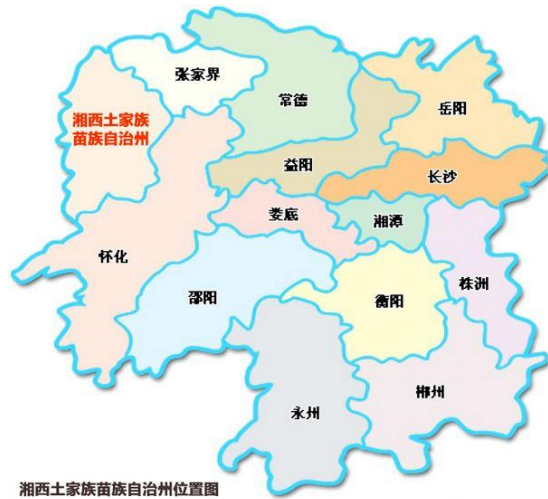 张家界
常德
岳阳
湘西土家族
苗族自治州
益阳
长沙
娄底
湘潭
怀化
株洲
邵阳
衡阳
郴州
永州
湘西土家族苗族自治州位置图